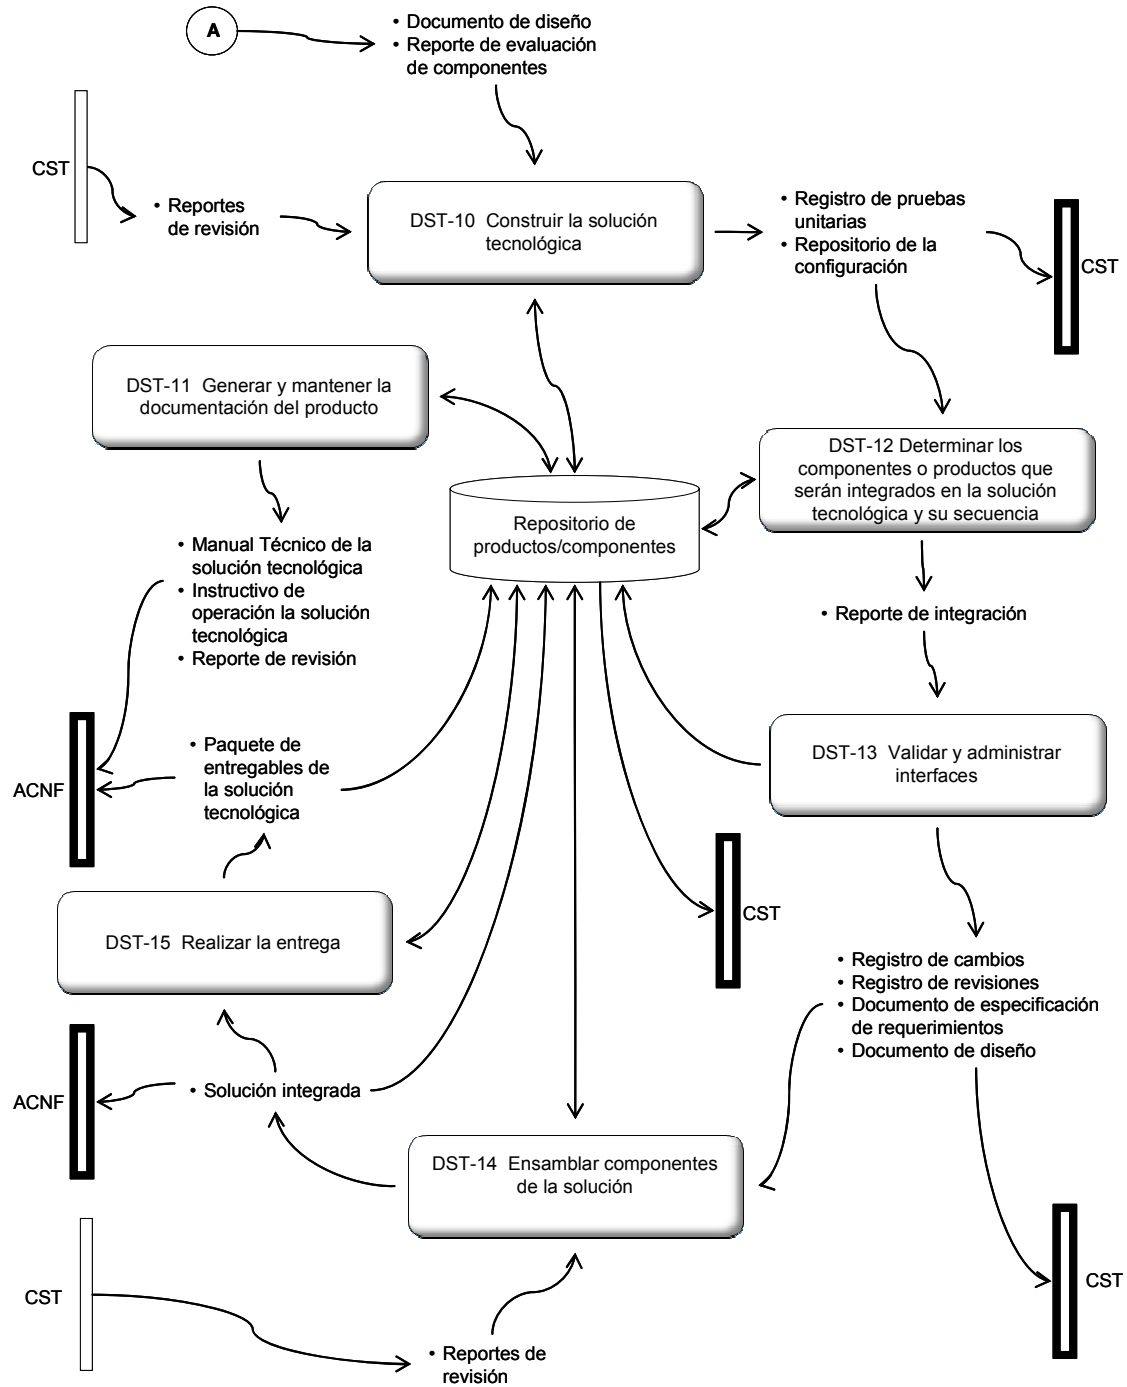 A
• Documento de diseño
• Reporte de evaluación
de componentes
CST
• Reportes
de revisión
DST-10 Construir la solución
tecnológica
• Registro de pruebas
unitarias
• Repositorio de la
configuración
CST
DST-11 Generar y mantener la
documentación del producto
DST-12 Determinar los
componentes o productos que
serán integrados en la solución
tecnológica y su secuencia
Repositorio de
productos/componentes
• Manual Técnico de la
solución tecnológica
• Instructivo de
operación la solución
tecnológica
• Reporte de revisión
• Reporte de integración
ACNF
• Paquete de
entregables de
la solución
tecnológica
DST-13 Validar y administrar
interfaces
CST
DST-15 Realizar la entrega
• Registro de cambios
• Registro de revisiones
• Documento de especificación
de requerimientos
• Documento de diseño
ACNF
• Solución integrada
DST-14 Ensamblar componentes
de la solución
CST
CST
• Reportes de
revisión